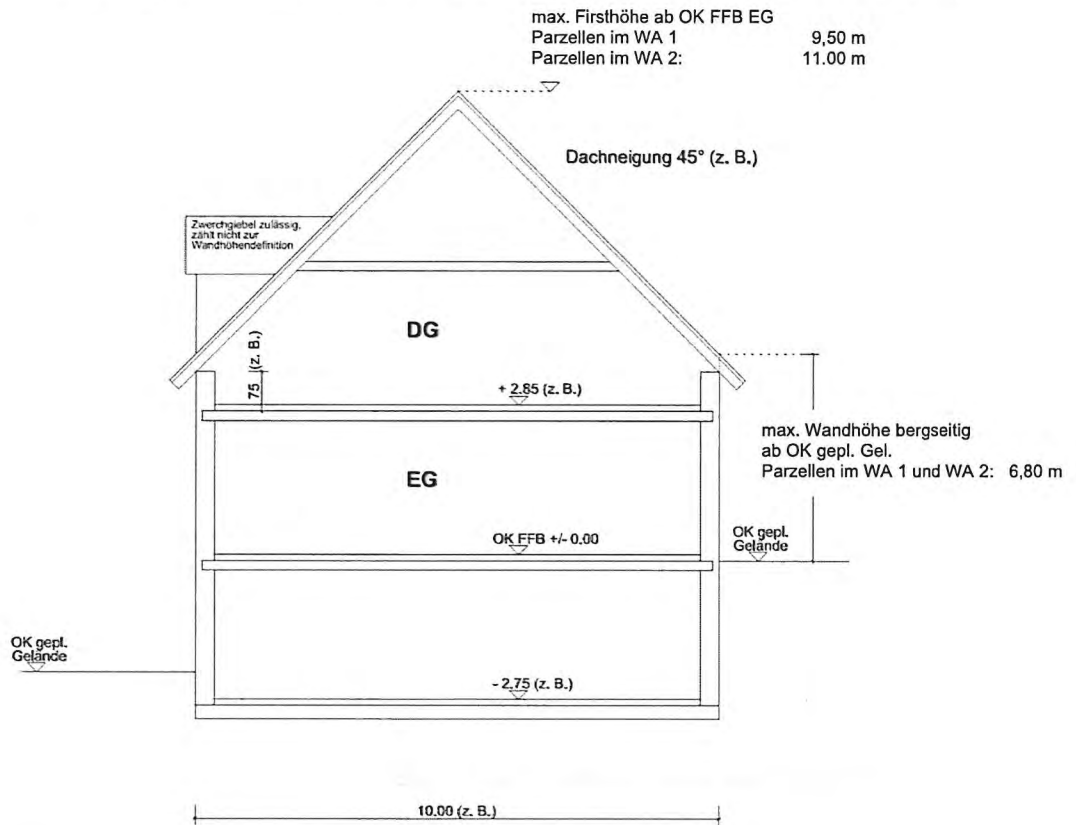 max. Firsthöhe ab OK FFB EG
Parzellen im WA 1 9,50 m
Parzellen im WA 2: 11.00 m
Dachneigung 45° (z. B.)
Zwerchgiebel zulässig,
zählt nicht zur
Wandhöhendefinition
DG
75 (z. B.)
+ 2.85 (z. B.)
max. Wandhöhe bergseitig
ab OK gepl. Gel.
Parzellen im WA 1 und WA 2: 6,80 m
EG
OK FFB +/- 0.00
OK gepl.
Gelände
OK gepl.
Gelände
- 2.75 (z. B.)
10.00 (z. B.)